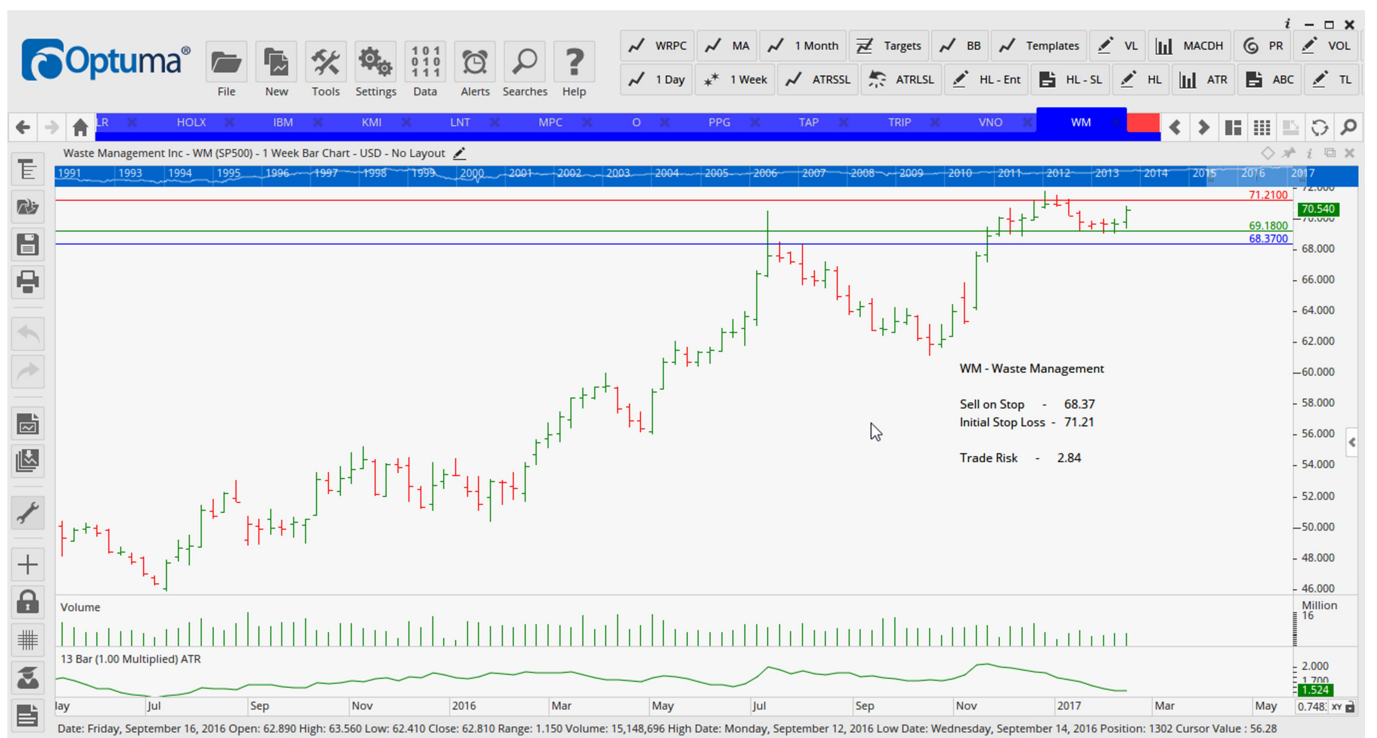 i
Optuma®
File New Tools Settings Data Alerts Searches Help
WRPC MA 1 Month Targets BB Templates VL MACDH PR VOL
1 Day 1 Week ATRSSL ATRLSL HL - Ent HL - SL HL ATR ABC TL
LR HOLX IBM KMI LNT MPC O PPG TAP TRIP VNO WM
Waste Management Inc - WM (SP500) - 1 Week Bar Chart - USD - No Layout
1991 1993 1994 1995 1996 1997 1998 1999 2000 2001 2002 2003 2004 2005 2006 2007 2008 2009 2010 2011 2012 2013 2014 2015 2016 2017
72.000
71.2100
70.540
70.000
69.1800
68.3700
68.000
66.000
64.000
62.000
60.000
WM - Waste Management
58.000
Sell on Stop - 68.37
Initial Stop Loss - 71.21
56.000
Trade Risk - 2.84
54.000
52.000
50.000
48.000
46.000
Volume
Million
16
13 Bar (1.00 Multiplied) ATR
2.000
1.700
1.524
lay Jul Sep Nov 2016 Mar May Jul Sep Nov 2017 Mar May 0.748: XY
Date: Friday, September 16, 2016 Open: 62.890 High: 63.560 Low: 62.410 Close: 62.810 Range: 1.150 Volume: 15,148,696 High Date: Monday, September 12, 2016 Low Date: Wednesday, September 14, 2016 Position: 1302 Cursor Value : 56.28